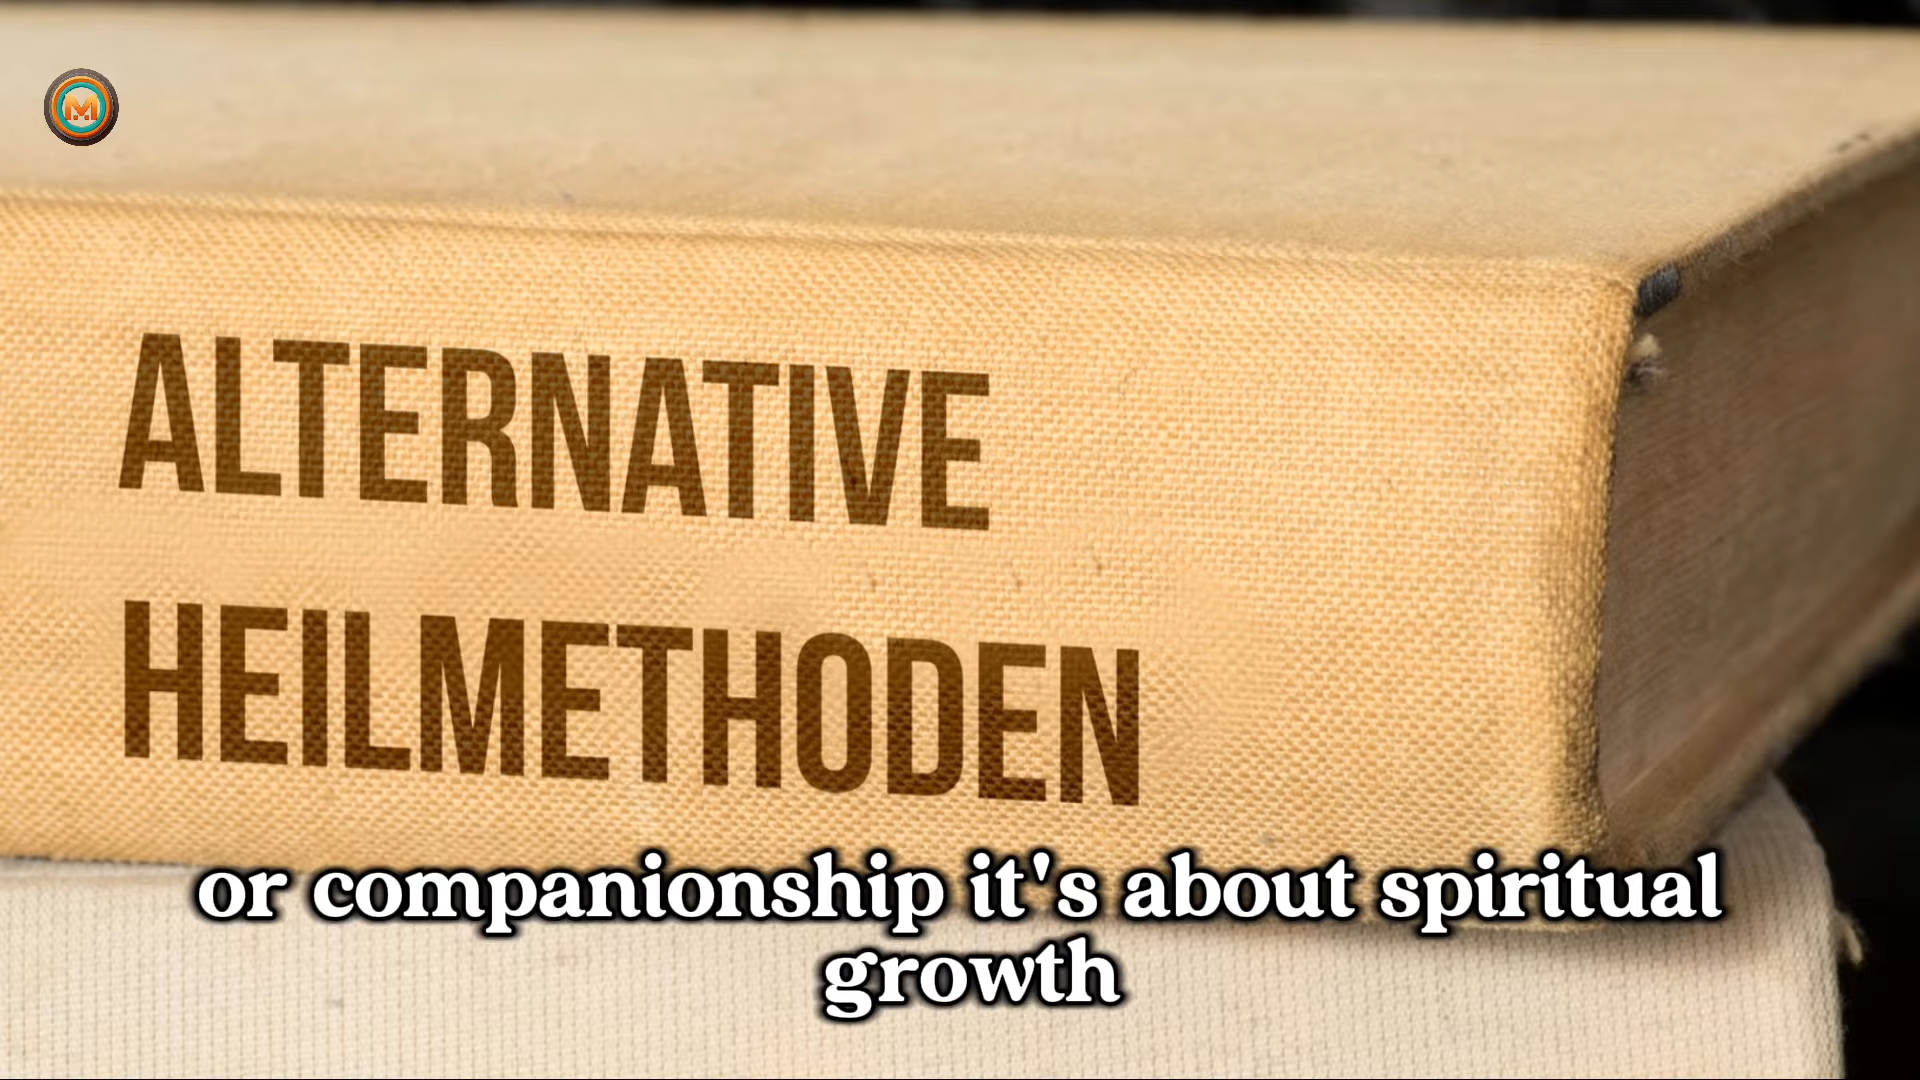 M
ALTERNATIVE
HEILMETHODEN
or companionship it's about spiritual
growth